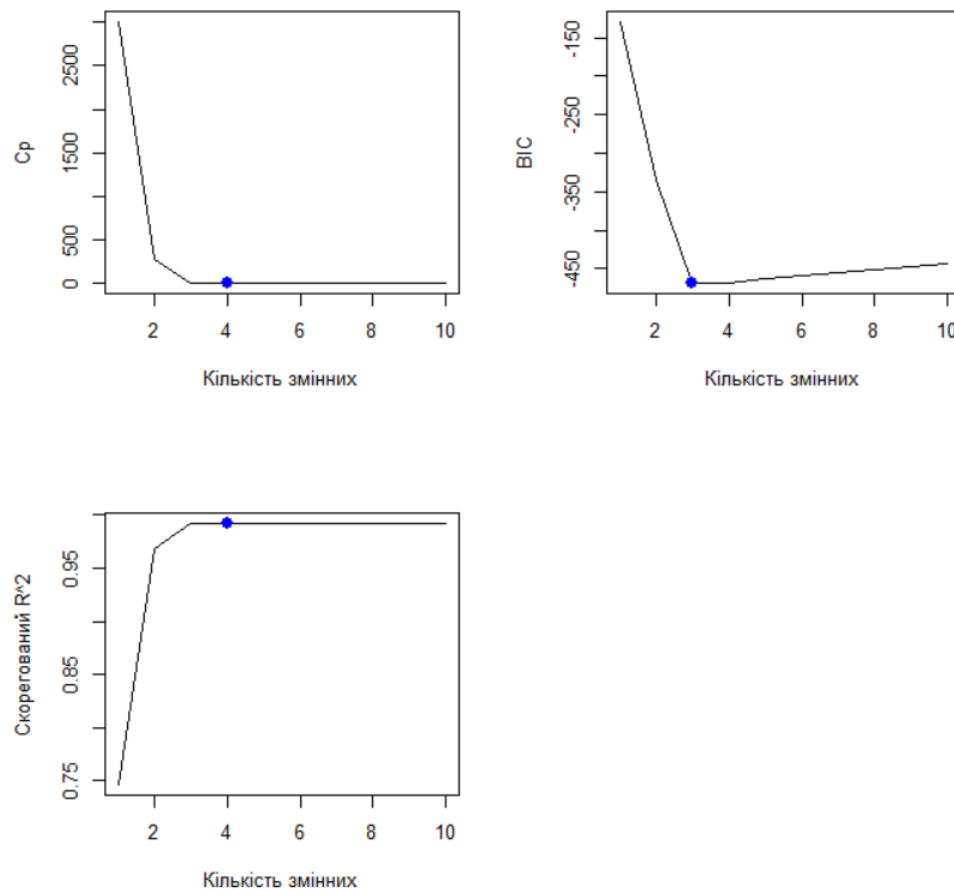 Cp
0 500 1500 2500
2 4 6 8 10
Кількість змінних
BIC
-450 -350 -250 -150
2 4 6 8 10
Кількість змінних
Скорегований R^2
0.75 0.85 0.95
2 4 6 8 10
Кількість змінних